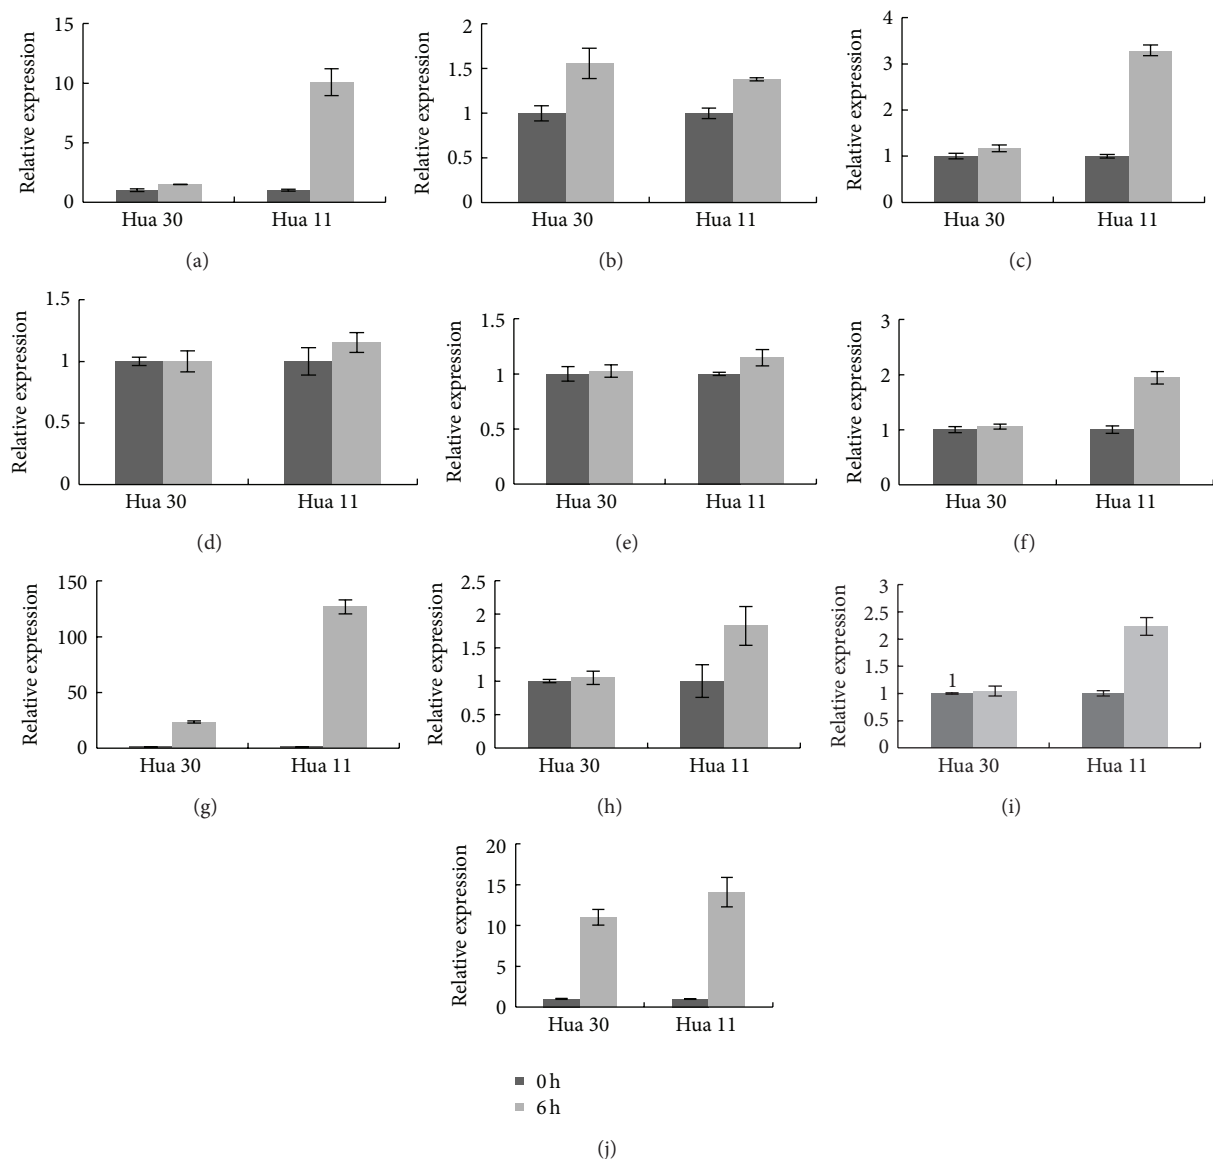 Relative expression
15
10
5
0
Hua 30 Hua 11
(a)
Relative expression
2
1.5
1
0.5
0
Hua 30 Hua 11
(b)
Relative expression
4
3
2
1
0
Hua 30 Hua 11
(c)
Relative expression
1.5
1
0.5
0
Hua 30 Hua 11
(d)
Relative expression
1.5
1
0.5
0
Hua 30 Hua 11
(e)
Relative expression
3
2
1
0
Hua 30 Hua 11
(f)
Relative expression
150
100
50
0
Hua 30 Hua 11
(g)
Relative expression
2.5
2
1.5
1
0.5
0
Hua 30 Hua 11
(h)
Relative expression
3
2.5
2
1.5
1
0.5
0
1
Hua 30 Hua 11
(i)
Relative expression
20
15
10
5
0
Hua 30 Hua 11
0 h
6 h
(j)